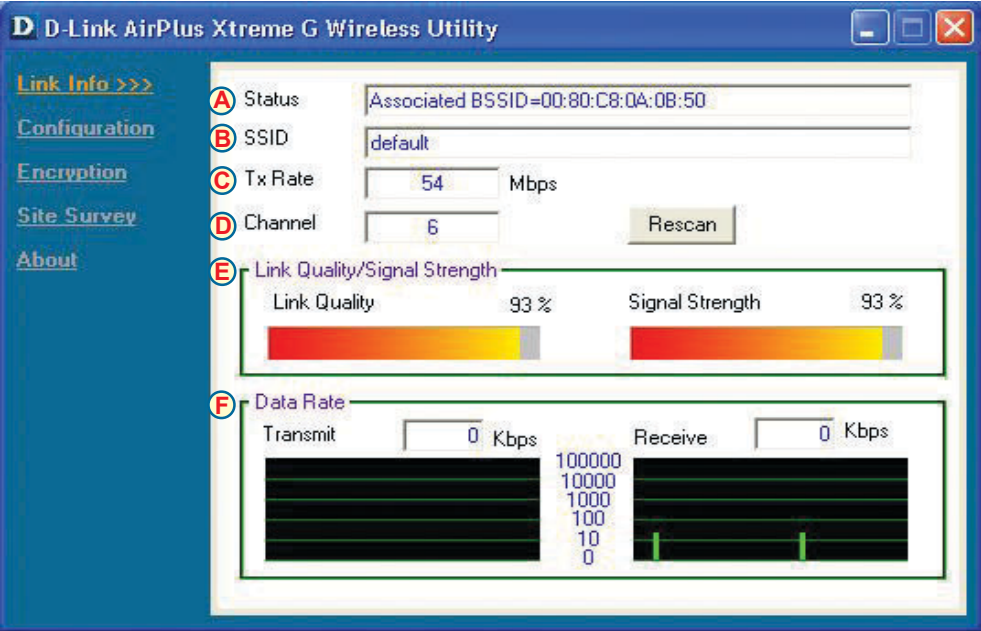 D D-Link AirPlus Xtreme G Wireless Utility
Link Info >>>
Configuration
Encryption
Site Survey
About
A Status Associated BSSID=00:80:C8:0A:0B:50
B SSID default
C Tx Rate 54 Mbps
D Channel 6 Rescan
E Link Quality/Signal Strength
Link Quality 93 % Signal Strength 93 %
F Data Rate
Transmit 0 Kbps Receive 0 Kbps
100000
10000
1000
100
10
0